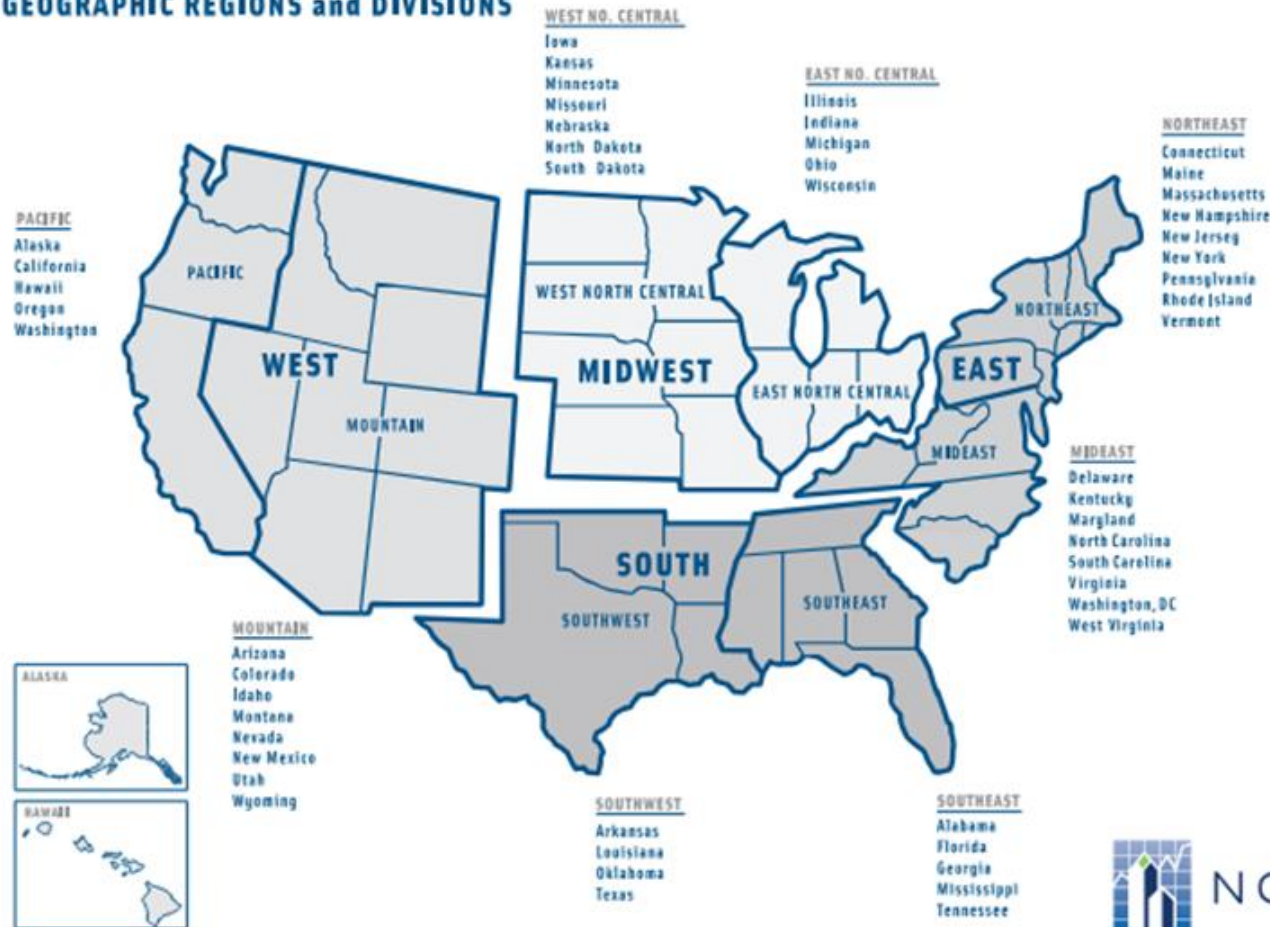 GEOGRAPHIC REGIONS and DIVISIONS
WEST NO. CENTRAL
Iowa
Kansas
Minnesota
Missouri
Nebraska
North Dakota
South Dakota
EAST NO. CENTRAL
Illinois
Indiana
Michigan
Ohio
Wisconsin
NORTHEAST
Connecticut
Maine
Massachusetts
New Hampshire
New Jersey
New York
Pennsylvania
Rhode Island
Vermont
PACIFIC
Alaska
California
Hawaii
Oregon
Washington
PACIFIC
WEST
MOUNTAIN
WEST NORTH CENTRAL
MIDWEST
EAST NORTH CENTRAL
NORTHEAST
EAST
MIDEAST
SOUTH
SOUTHWEST
SOUTHEAST
MIDEAST
Delaware
Kentucky
Maryland
North Carolina
South Carolina
Virginia
Washington, DC
West Virginia
MOUNTAIN
Arizona
Colorado
Idaho
Montana
Nevada
New Mexico
Utah
Wyoming
ALASKA
HAWAII
SOUTHWEST
Arkansas
Louisiana
Oklahoma
Texas
SOUTHEAST
Alabama
Florida
Georgia
Mississippi
Tennessee